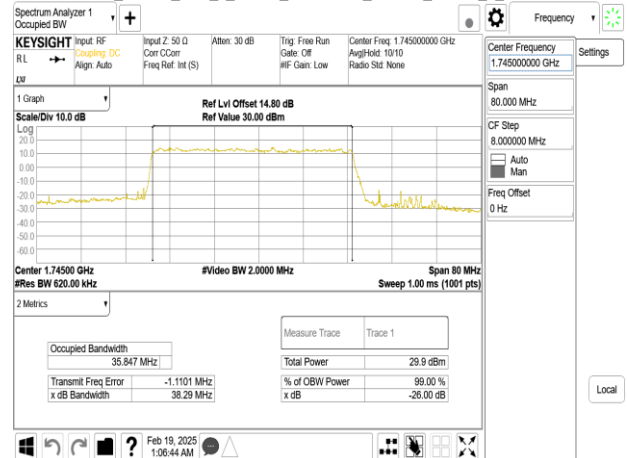 Spectrum Analyzer 1
Occupied BW
Frequency
KEYSIGHT
RL
LXI
Input: RF
Coupling: DC
Align: Auto
Input Z: 50 Ω
Corr CCorr
Freq Ref: Int (S)
Atten: 30 dB
Trig: Free Run
Gate: Off
#IF Gain: Low
Center Freq: 1.745000000 GHz
Avg|Hold: 10/10
Radio Std: None
Center Frequency
1.745000000 GHz
Settings
Span
80.000 MHz
CF Step
8.000000 MHz
Auto
Man
Freq Offset
0 Hz
Local
1 Graph
Scale/Div 10.0 dB
Ref Lvl Offset 14.80 dB
Ref Value 30.00 dBm
Log
20.0
10.0
0.00
-10.0
-20.0
-30.0
-40.0
-50.0
-60.0
Center 1.74500 GHz
#Res BW 620.00 kHz
#Video BW 2.0000 MHz
Span 80 MHz
Sweep 1.00 ms (1001 pts)
2 Metrics
Measure Trace Trace 1
Occupied Bandwidth
35.847 MHz
Total Power 29.9 dBm
Transmit Freq Error -1.1101 MHz
% of OBW Power 99.00 %
x dB Bandwidth 38.29 MHz
x dB -26.00 dB
?
Feb 19, 2025
1:06:44 AM